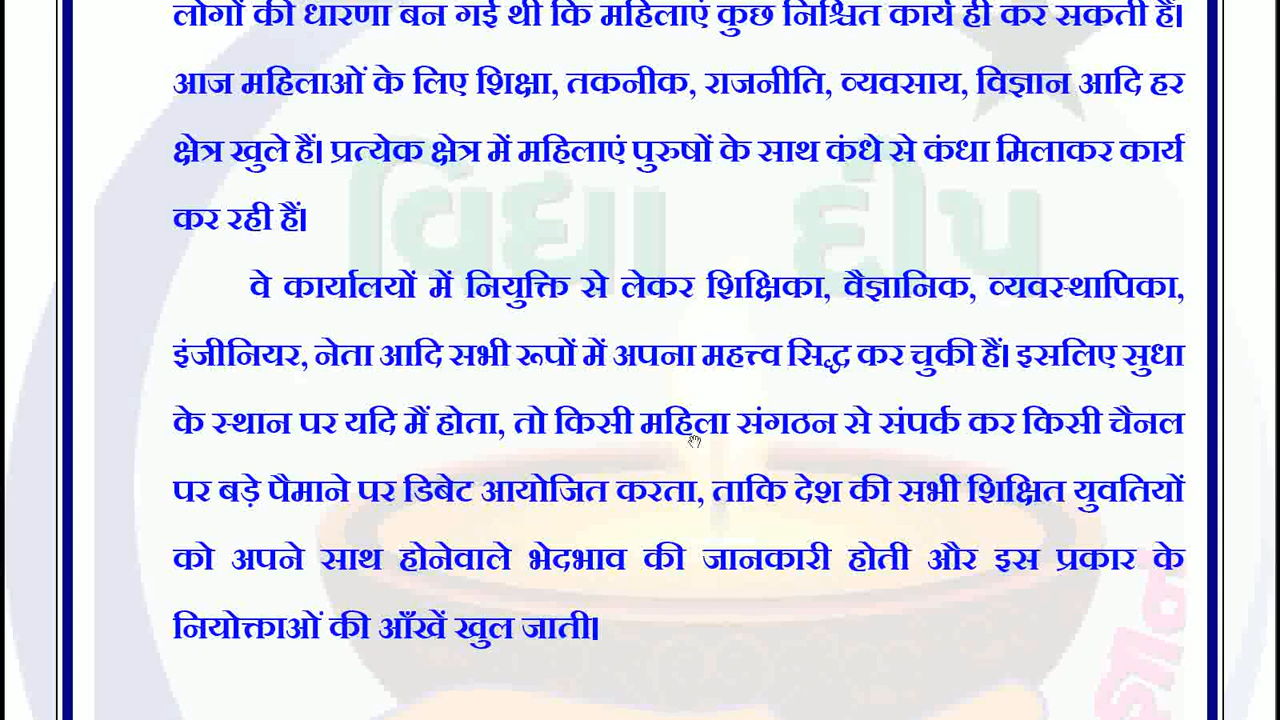 लोगों की धारणा बन गई थी कि महिलाएं कुछ निश्चित कार्य ही कर सकती हैं।
आज महिलाओं के लिए शिक्षा, तकनीक, राजनीति, व्यवसाय, विज्ञान आदि हर
क्षेत्र खुले हैं। प्रत्येक क्षेत्र में महिलाएं पुरुषों के साथ कंधे से कंधा मिलाकर कार्य
कर रही हैं।
વિદ્યા દીપ
वे कार्यालयों में नियुक्ति से लेकर शिक्षिका, वैज्ञानिक, व्यवस्थापिका,
इंजीनियर, नेता आदि सभी रूपों में अपना महत्त्व सिद्ध कर चुकी हैं। इसलिए सुधा
के स्थान पर यदि मैं होता, तो किसी महिला संगठन से संपर्क कर किसी चैनल
पर बड़े पैमाने पर डिबेट आयोजित करता, ताकि देश की सभी शिक्षित युवतियों
को अपने साथ होनेवाले भेदभाव की जानकारी होती और इस प्रकार के
नियोक्ताओं की आँखें खुल जाती।